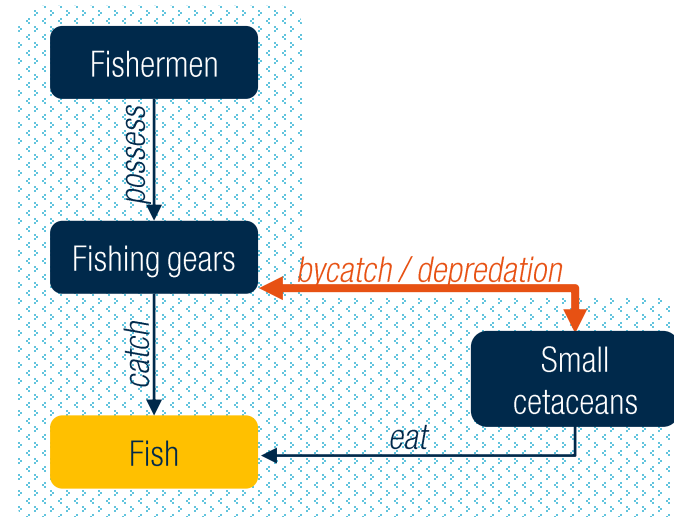 Fishermen
possess
Fishing gears
bycatch / depredation
catch
Small
cetaceans
eat
Fish